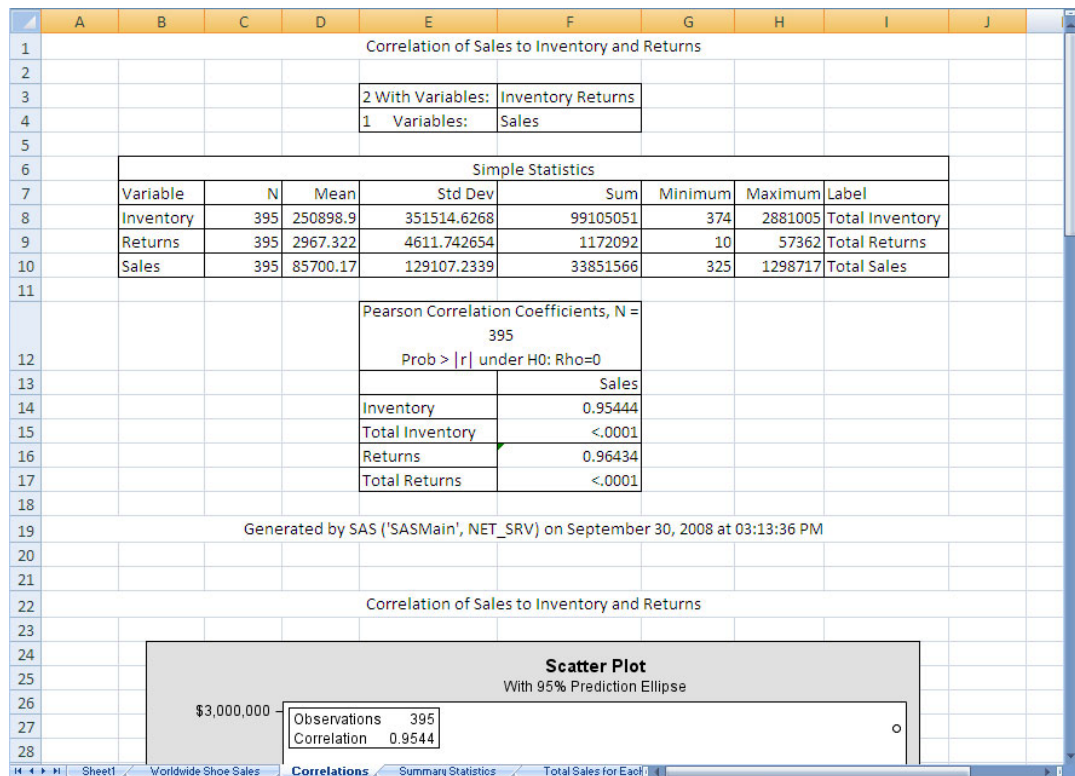 A B C D E F G H I J
1 Correlation of Sales to Inventory and Returns
2
3 2 With Variables: Inventory Returns
4 1 Variables: Sales
5
6 Simple Statistics
7 Variable N Mean Std Dev Sum Minimum Maximum Label
8 Inventory 395 250898.9 351514.6268 99105051 374 2881005 Total Inventory
9 Returns 395 2967.322 4611.742654 1172092 10 57362 Total Returns
10 Sales 395 85700.17 129107.2339 33851566 325 1298717 Total Sales
11
Pearson Correlation Coefficients, N =
395
12 Prob > |r| under H0: Rho=0
13 Sales
14 Inventory 0.95444
15 Total Inventory <.0001
16 Returns 0.96434
17 Total Returns <.0001
18
19 Generated by SAS ('SASMain', NET_SRV) on September 30, 2008 at 03:13:36 PM
20
21
22 Correlation of Sales to Inventory and Returns
23
24 Scatter Plot
25 With 95% Prediction Ellipse
26 $3,000,000
27 Observations 395
28 Correlation 0.9544
Sheet1 Worldwide Shoe Sales Correlations Summary Statistics Total Sales for Each